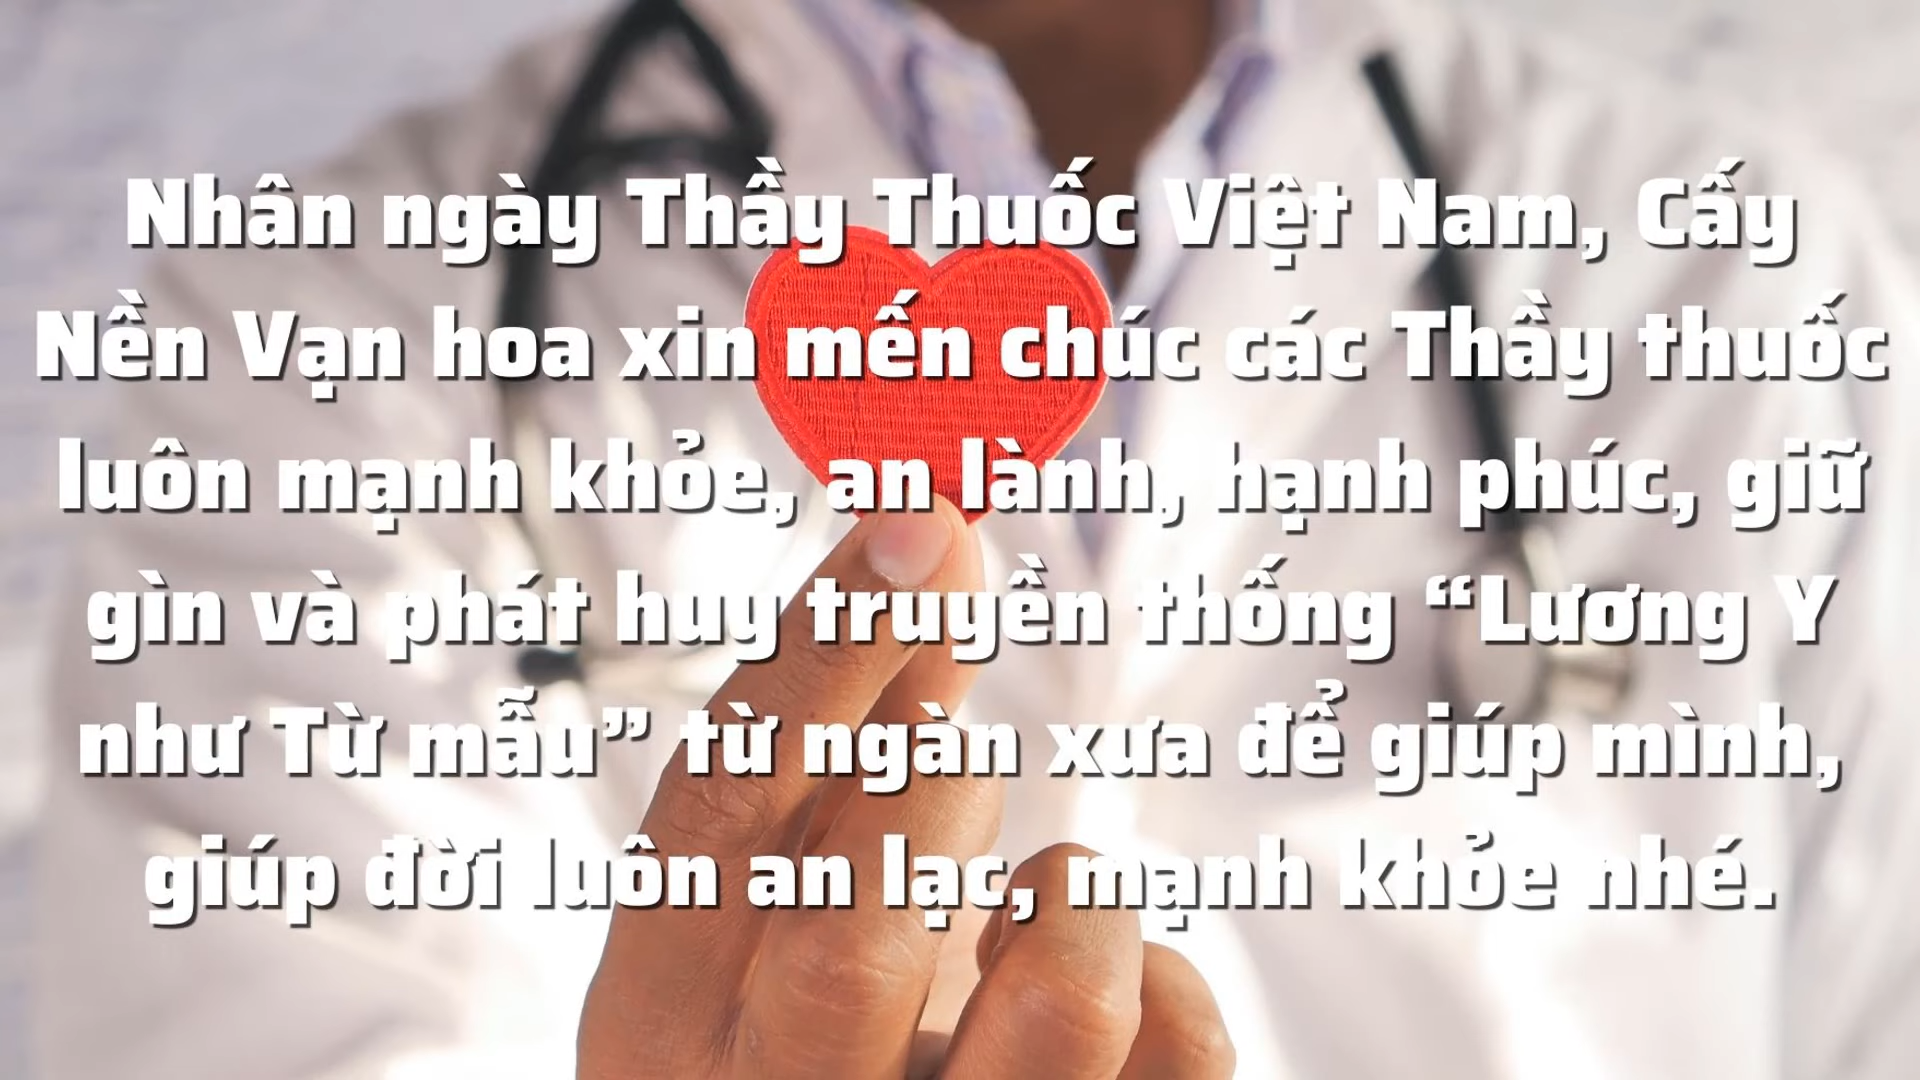 Nhân ngày Thầy Thuốc Việt Nam, Cấy
Nền Vạn hoa xin mến chúc các Thầy thuốc
luôn mạnh khỏe, an lành, hạnh phúc, giữ
gìn và phát huy truyền thống “Lương Y
như Từ mẫu” từ ngàn xưa để giúp mình,
giúp đời luôn an lạc, mạnh khỏe nhé.